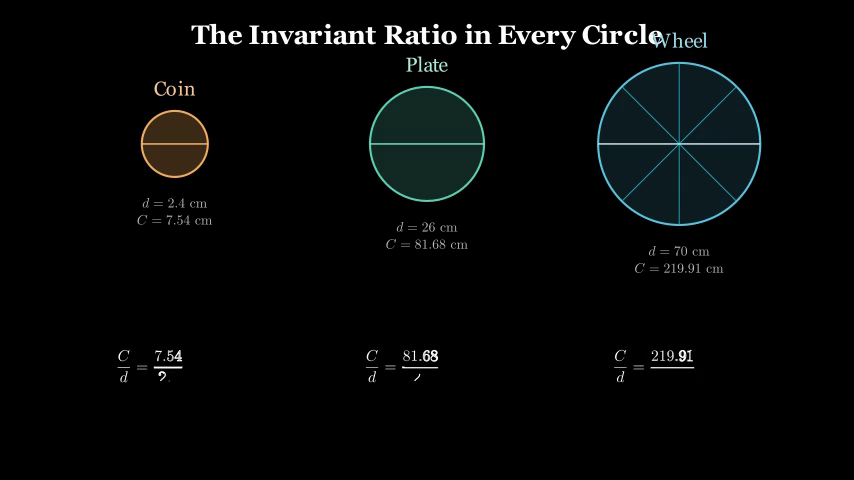 The Invariant Ratio in Every Circle
Coin
d = 2.4 cm
C = 7.54 cm
Plate
d = 26 cm
C = 81.68 cm
Wheel
d = 70 cm
C = 219.91 cm
C/d = 7.54/2.
C/d = 81.68/
C/d = 219.91/